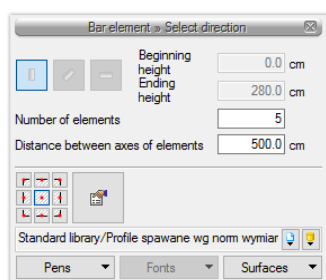 Bar element » Select direction
Beginning height 0.0 cm
Ending height 280.0 cm
Number of elements 5
Distance between axes of elements 500.0 cm
Standard library/Profile spawane wg norm wymiar
Pens Fonts Surfaces